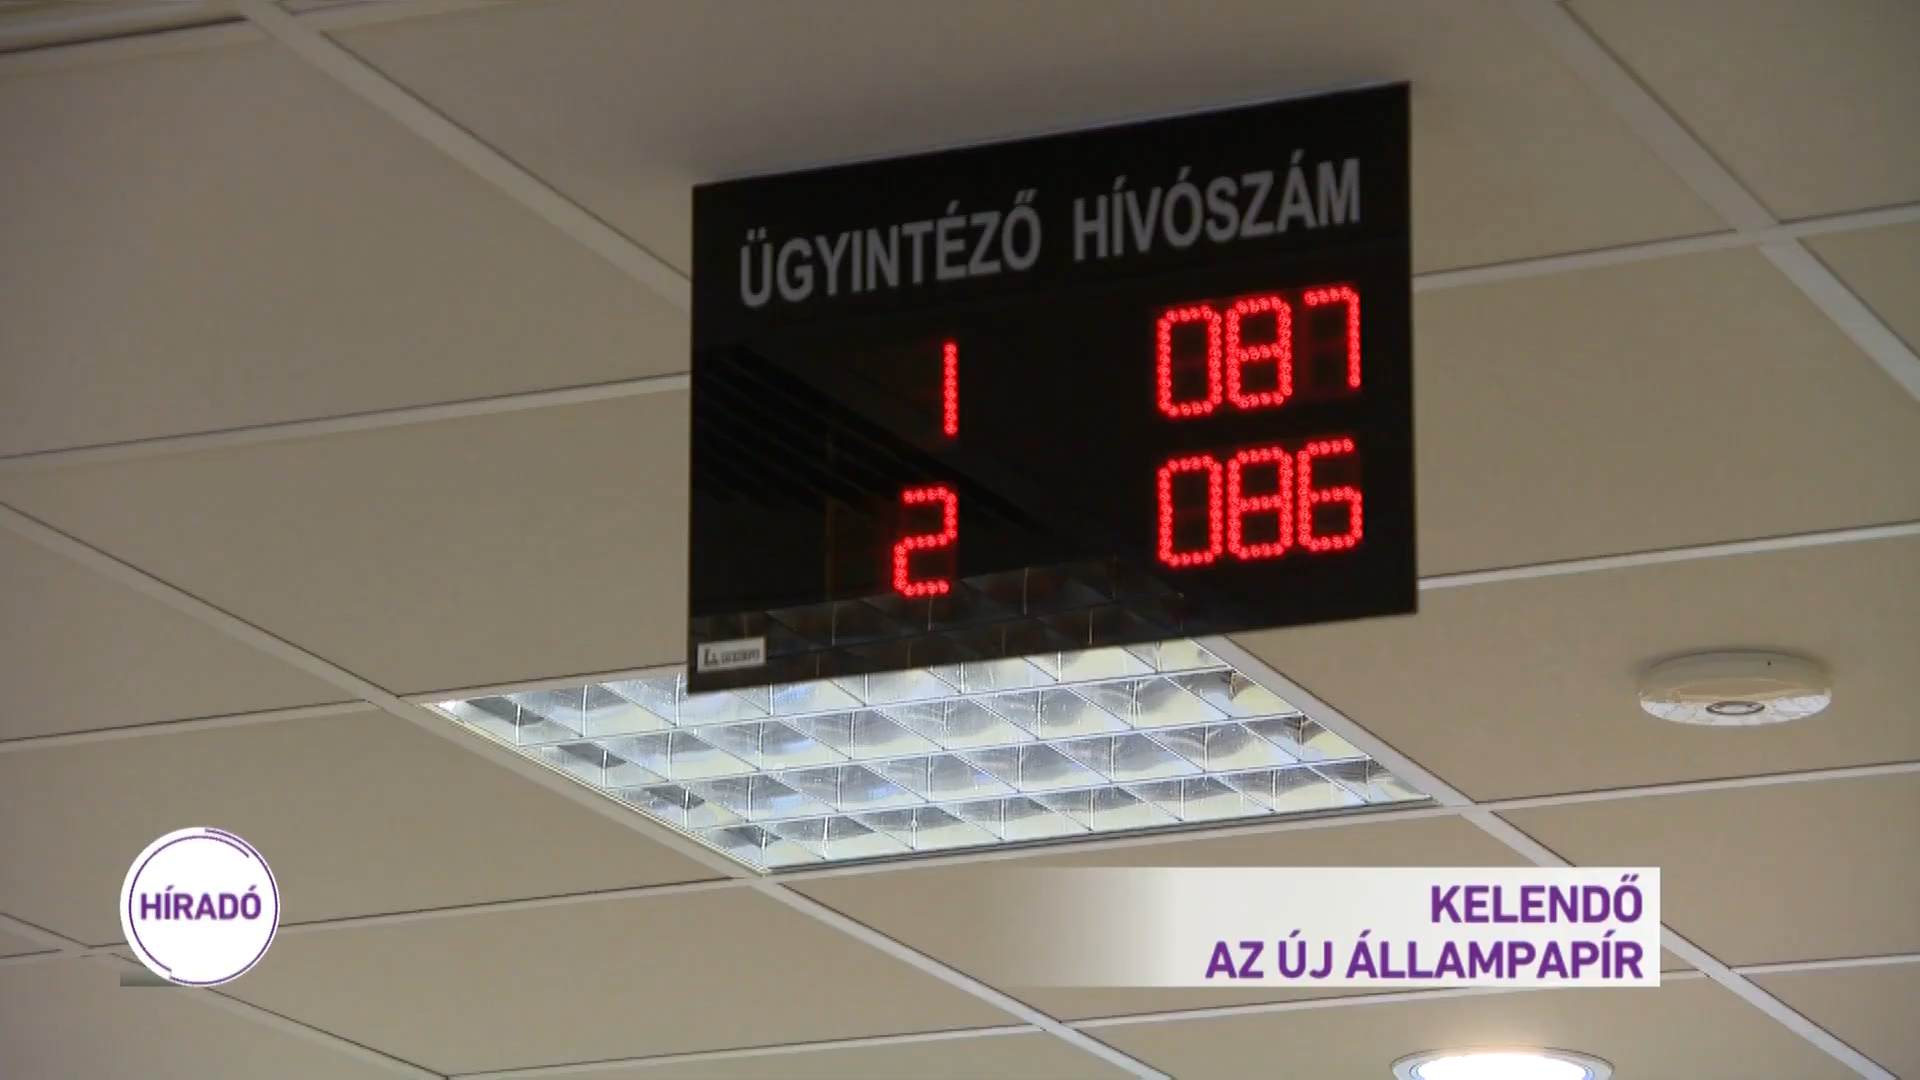 ÜGYINTÉZŐ HÍVÓSZÁM
1 087
2 086
HÍRADÓ
KELENDŐ
AZ ÚJ ÁLLAMPAPÍR